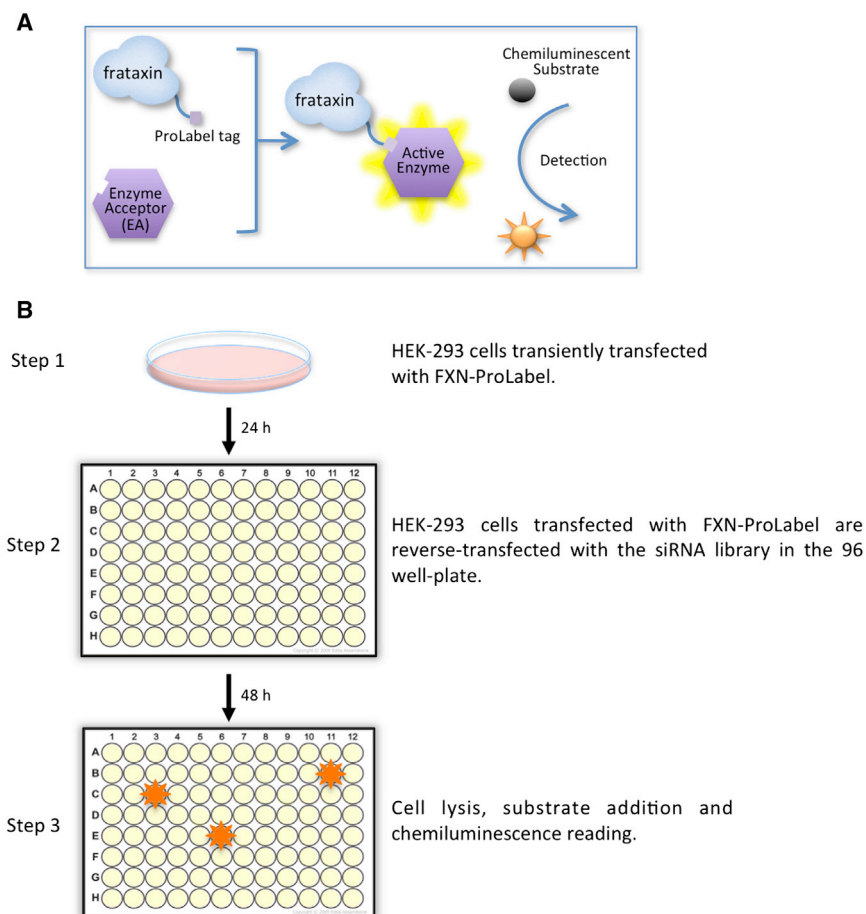 A
frataxin
ProLabel tag
Enzyme
Acceptor
(EA)
frataxin
Active
Enzyme
Chemiluminescent
Substrate
Detection
B
Step 1
HEK-293 cells transiently transfected
with FXN-ProLabel.
24 h
Step 2
1 2 3 4 5 6 7 8 9 10 11 12
A
B
C
D
E
F
G
H
HEK-293 cells transfected with FXN-ProLabel are
reverse-transfected with the siRNA library in the 96
well-plate.
48 h
Step 3
1 2 3 4 5 6 7 8 9 10 11 12
A
B
C
D
E
F
G
H
Cell lysis, substrate addition and
chemiluminescence reading.